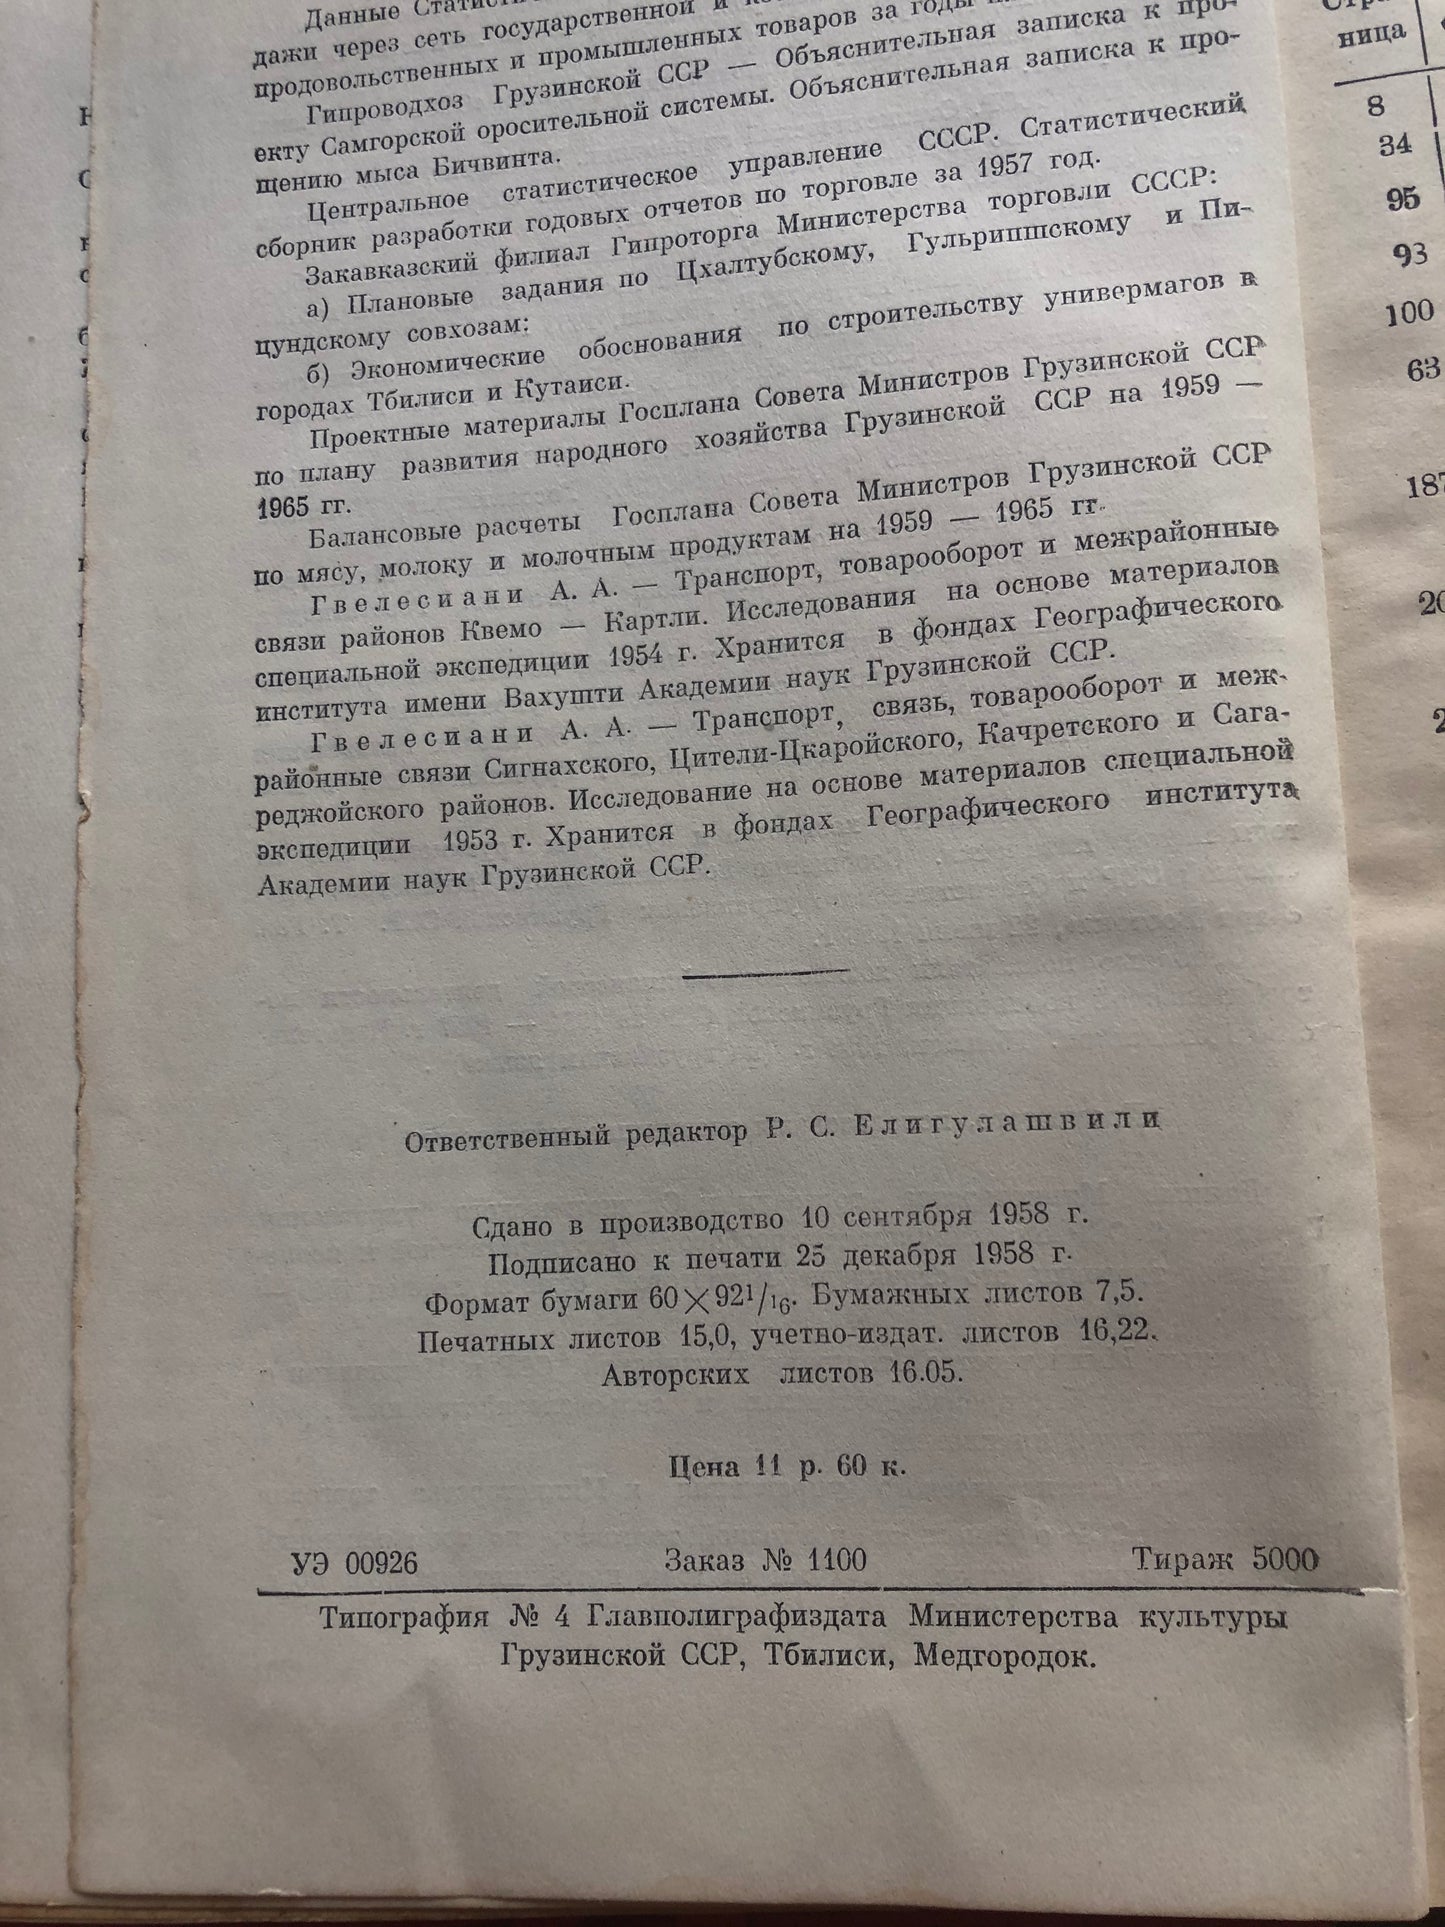 Данные
дажи через сеть государственной и
продовольственных и промышленных товаров за годы
Гипроводхоз Грузинской ССР — Объяснительная записка к про-
екту Самгорской оросительной системы. Объяснительная записка к про-
щению мыса Бичвинта.
Центральное статистическое управление СССР. Статистический
сборник разработки годовых отчетов по торговле за 1957 год.
Закавказский филиал Гипроторга Министерства торговли СССР:
а) Плановые задания по Цхалтубскому, Гульрипшскому и Пи-
цундскому совхозам:
б) Экономические обоснования по строительству универмагов в
городах Тбилиси и Кутаиси.
Проектные материалы Госплана Совета Министров Грузинской ССР
по плану развития народного хозяйства Грузинской ССР на 1959 —
1965 гг.
Балансовые расчеты Госплана Совета Министров Грузинской ССР
по мясу, молоку и молочным продуктам на 1959 — 1965 гг.
Гвелесиани А. А. — Транспорт, товарооборот и межрайонные
связи районов Квемо — Картли. Исследования на основе материалов
специальной экспедиции 1954 г. Хранится в фондах Географического
института имени Вахушти Академии наук Грузинской ССР.
Гвелесиани А. А. — Транспорт, связь, товарооборот и меж-
районные связи Сигнахского, Цители-Цкаройского, Качретского и Сага-
реджойского районов. Исследование на основе материалов специальной
экспедиции 1953 г. Хранится в фондах Географического института
Академии наук Грузинской ССР.
Ответственный редактор Р. С. Елигулашвили
Сдано в производство 10 сентября 1958 г.
Подписано к печати 25 декабря 1958 г.
Формат бумаги 60×92¹/₁₆. Бумажных листов 7,5.
Печатных листов 15,0, учетно-издат. листов 16,22.
Авторских листов 16.05.
Цена 11 р. 60 к.
УЭ 00926 Заказ № 1100 Тираж 5000
Типография № 4 Главполиграфиздата Министерства культуры
Грузинской ССР, Тбилиси, Медгородок.
ница
8
34
95
93
100
63
187